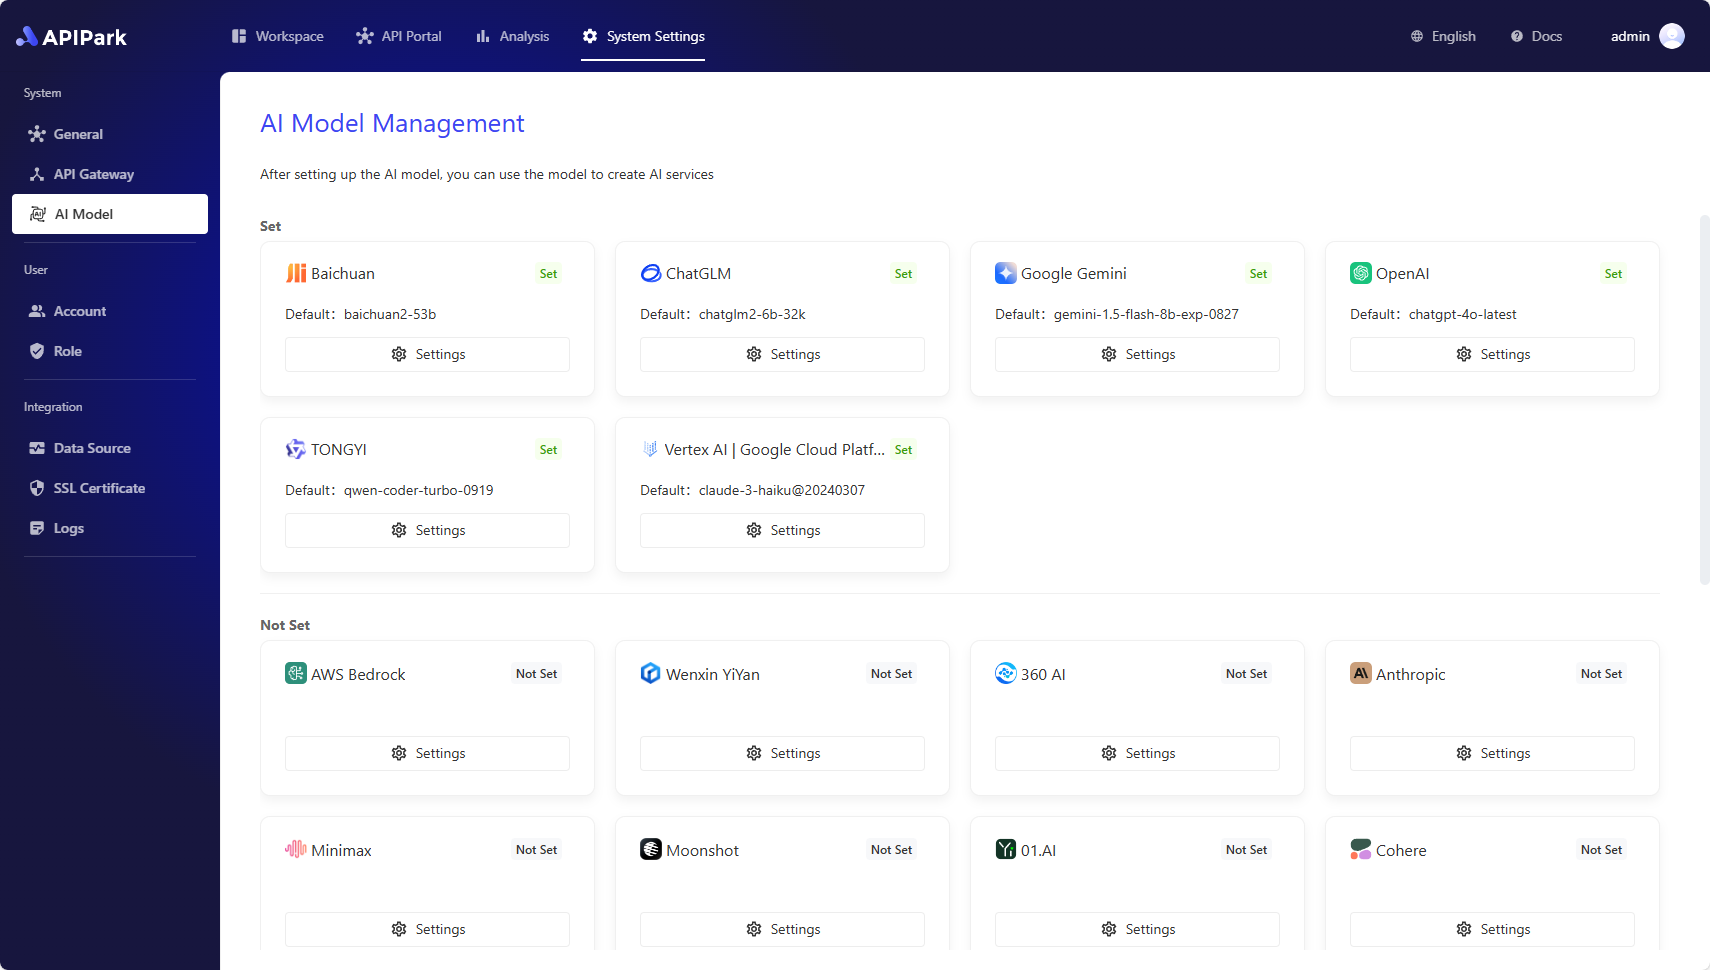 APIPark
Workspace
API Portal
Analysis
System Settings
English
Docs
admin
System
General
API Gateway
AI Model
User
Account
Role
Integration
Data Source
SSL Certificate
Logs
AI Model Management
After setting up the AI model, you can use the model to create AI services
Set
Baichuan Set
Default: baichuan2-53b
Settings
ChatGLM Set
Default: chatglm2-6b-32k
Settings
Google Gemini Set
Default: gemini-1.5-flash-8b-exp-0827
Settings
OpenAI Set
Default: chatgpt-4o-latest
Settings
TONGYI Set
Default: qwen-coder-turbo-0919
Settings
Vertex AI | Google Cloud Platf... Set
Default: claude-3-haiku@20240307
Settings
Not Set
AWS Bedrock Not Set
Settings
Wenxin YiYan Not Set
Settings
360 AI Not Set
Settings
Anthropic Not Set
Settings
Minimax Not Set
Settings
Moonshot Not Set
Settings
01.AI Not Set
Settings
Cohere Not Set
Settings